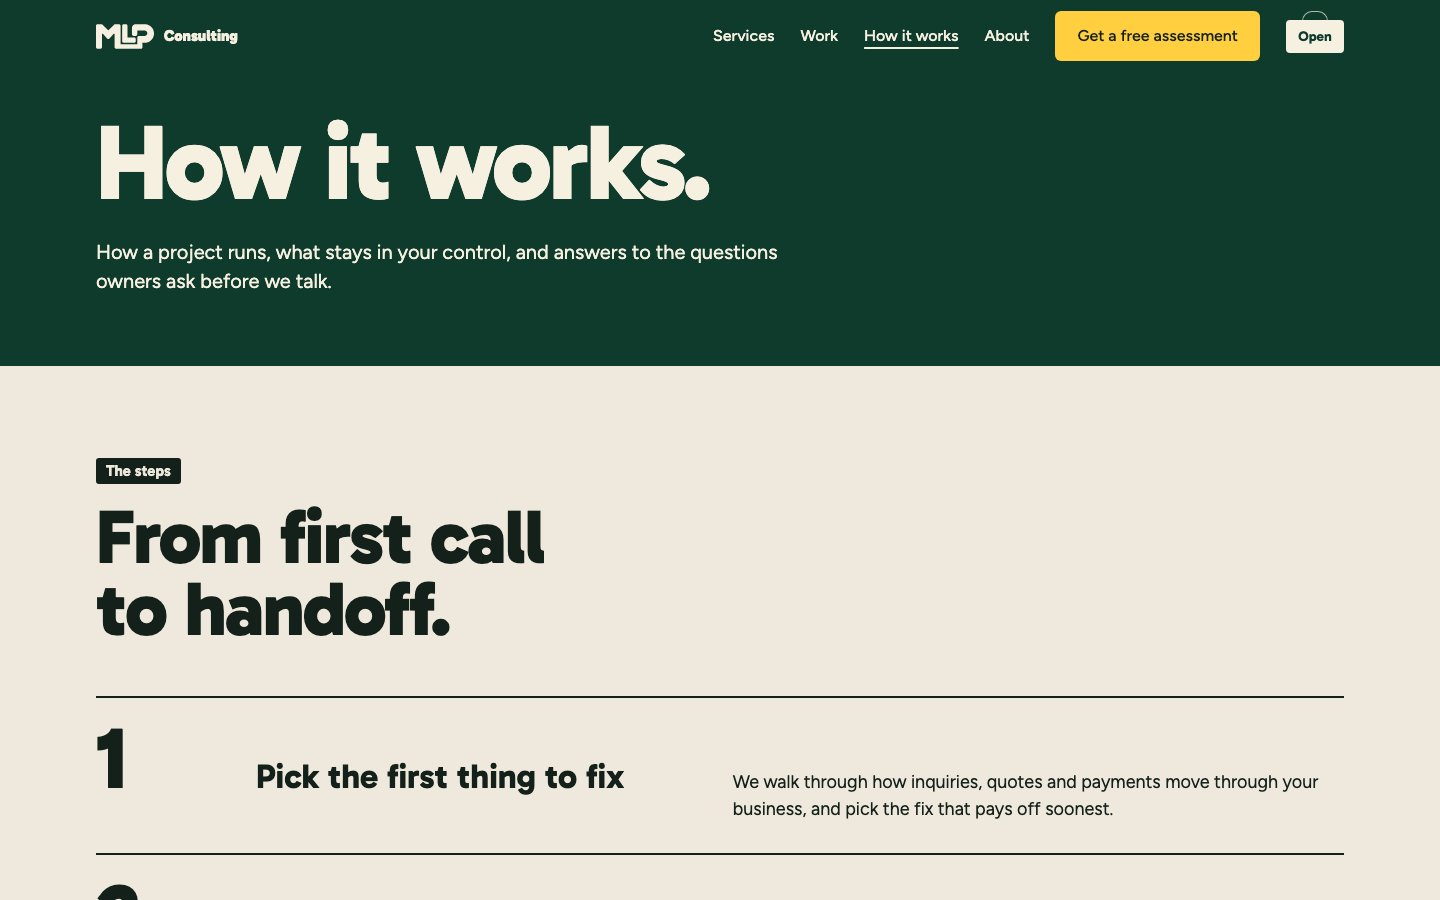 MLP Consulting
Services
Work
How it works
About
Get a free assessment
Open
How it works.
How a project runs, what stays in your control, and answers to the questions
owners ask before we talk.
The steps
From first call
to handoff.
1
Pick the first thing to fix
We walk through how inquiries, quotes and payments move through your
business, and pick the fix that pays off soonest.